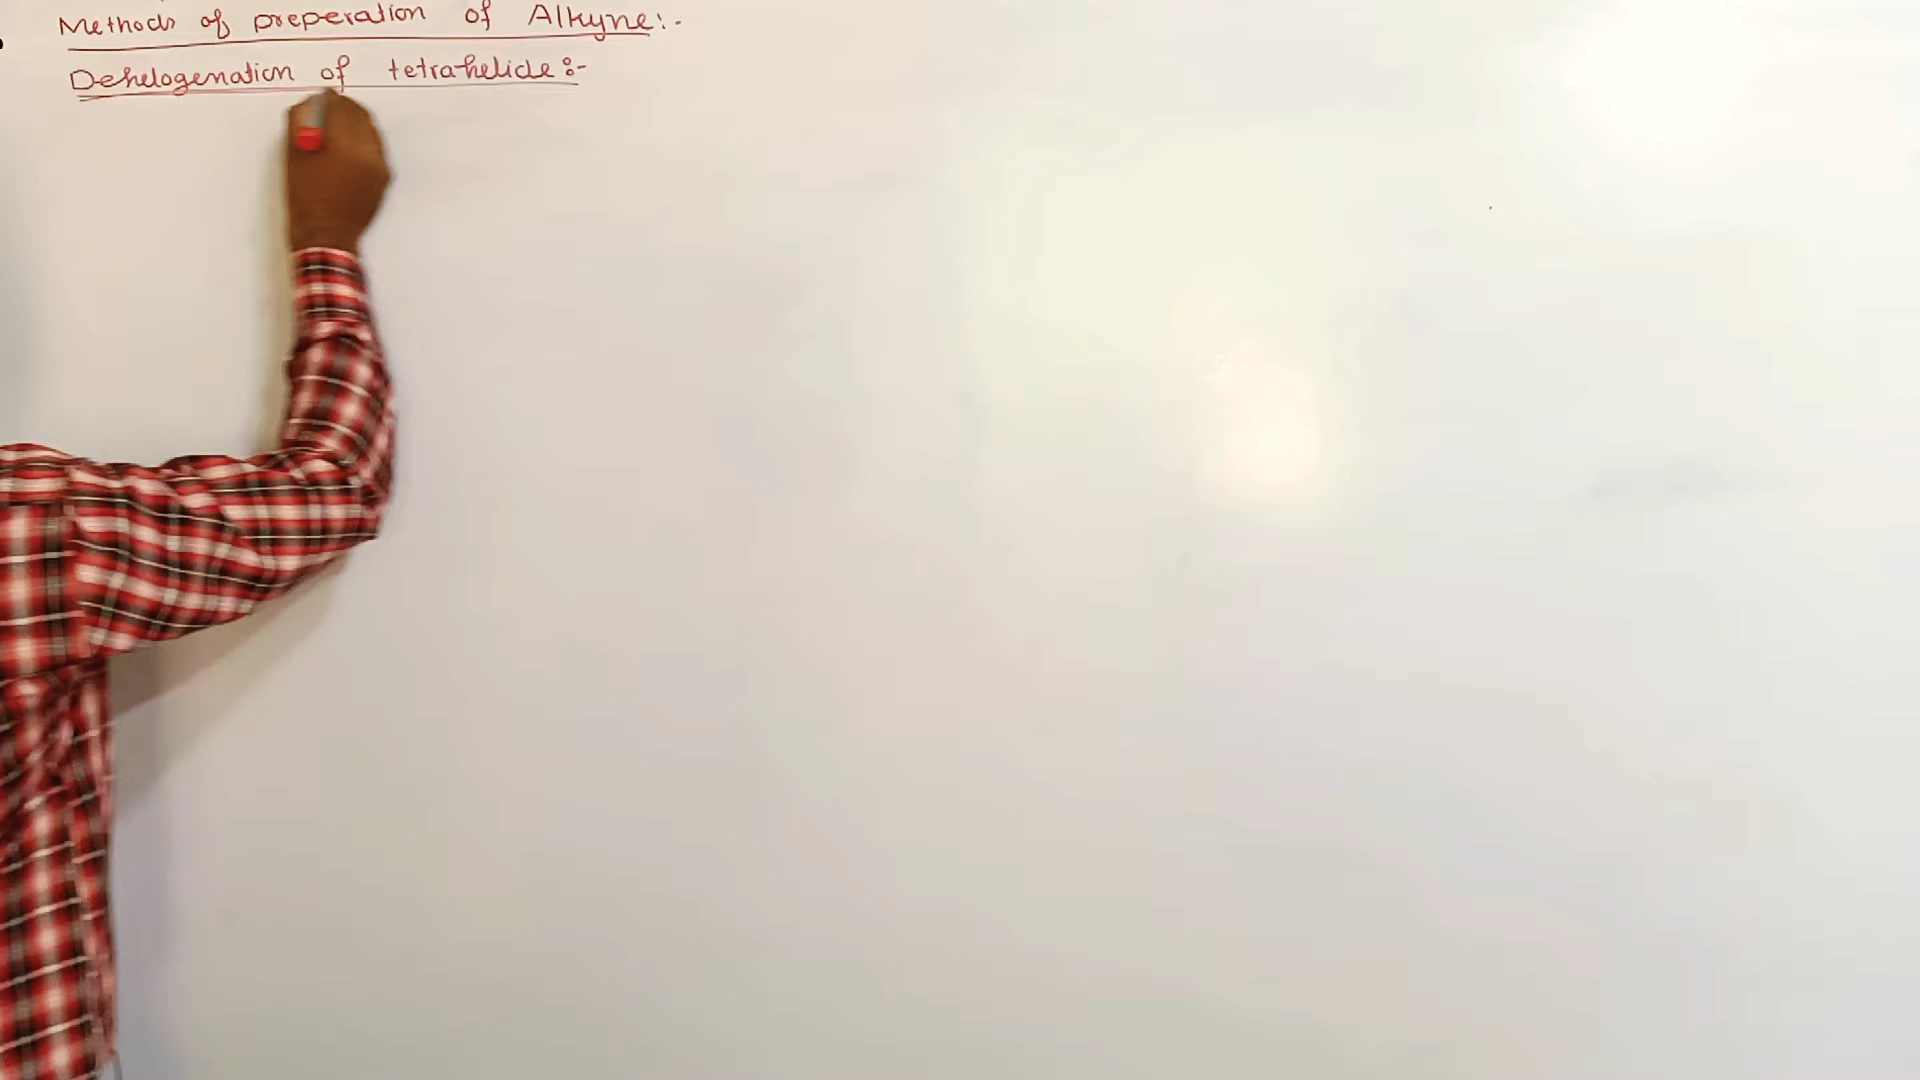 Methods of preperation of Alkyne:-
Dehelogenation of tetrahelide:-